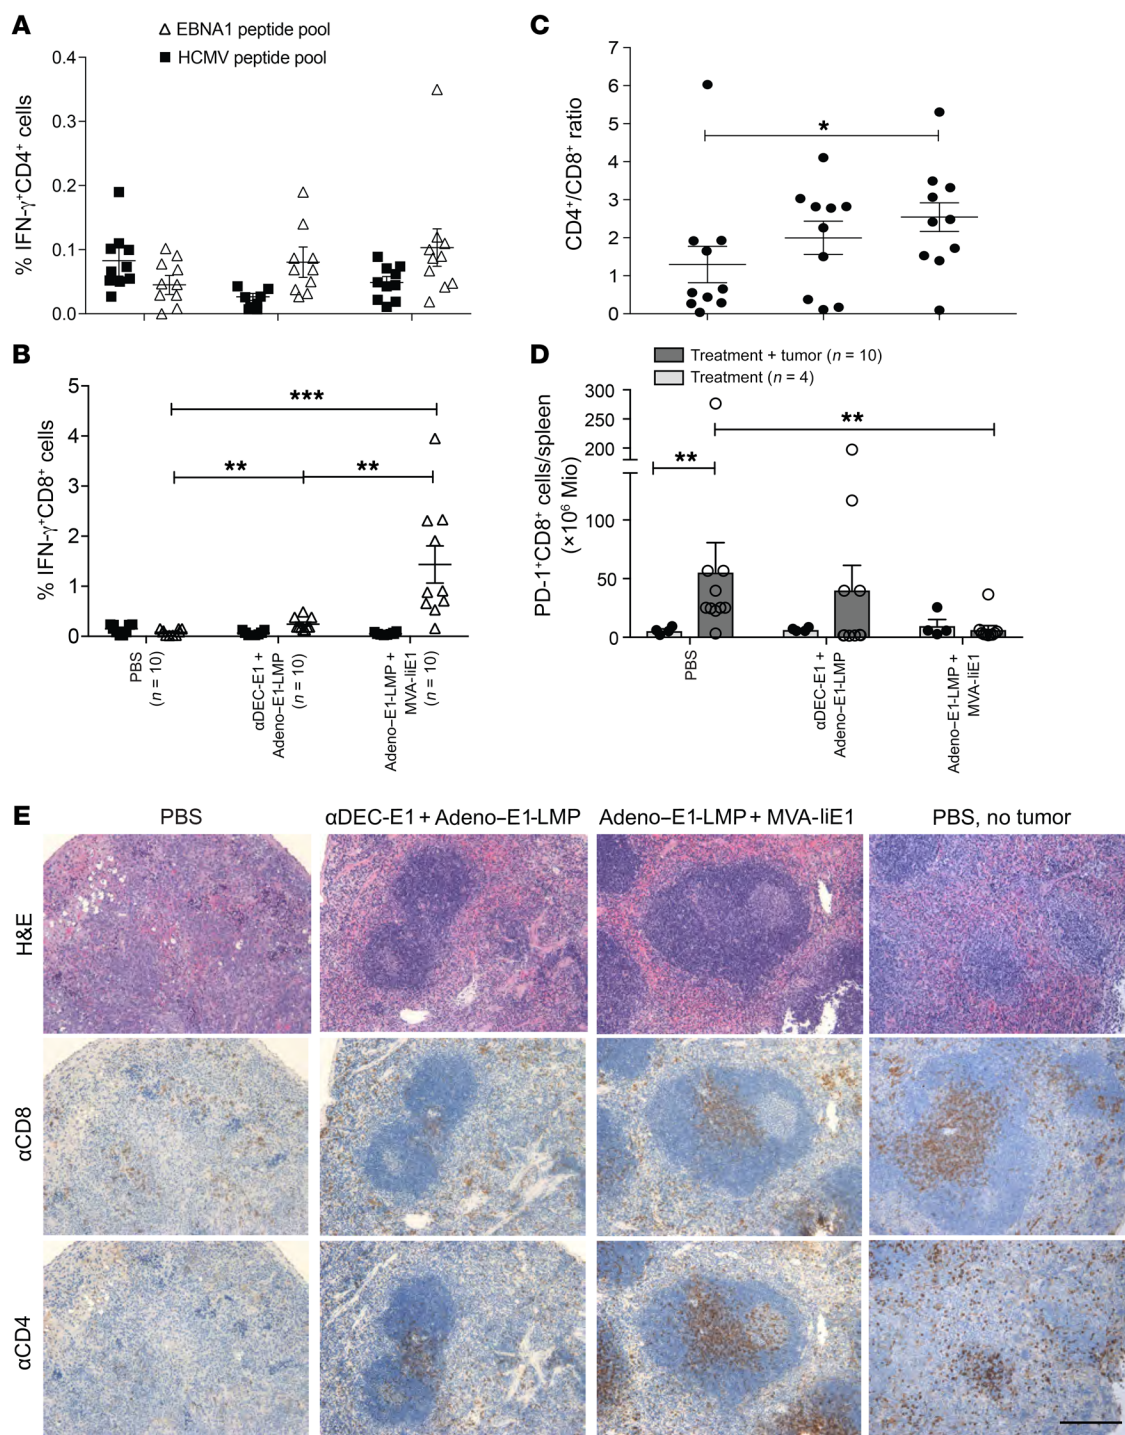 A
△ EBNA1 peptide pool
■ HCMV peptide pool
% IFN-γ⁺CD4⁺ cells
0.4
0.3
0.2
0.1
0.0
B
% IFN-γ⁺CD8⁺ cells
5
4
3
2
1
0
***
**
**
PBS
(n = 10)
αDEC-E1 +
Adeno–E1-LMP
(n = 10)
Adeno–E1-LMP +
MVA-IiE1
(n = 10)
C
CD4⁺/CD8⁺ ratio
7
6
5
4
3
2
1
0
*
D
Treatment + tumor (n = 10)
Treatment (n = 4)
PD-1⁺CD8⁺ cells/spleen
(×10⁶ Mio)
300
250
200
100
50
0
**
**
PBS
αDEC-E1 +
Adeno–E1-LMP
Adeno–E1-LMP +
MVA-IiE1
E
PBS
αDEC-E1 + Adeno–E1-LMP
Adeno–E1-LMP + MVA-IiE1
PBS, no tumor
H&E
αCD8
αCD4